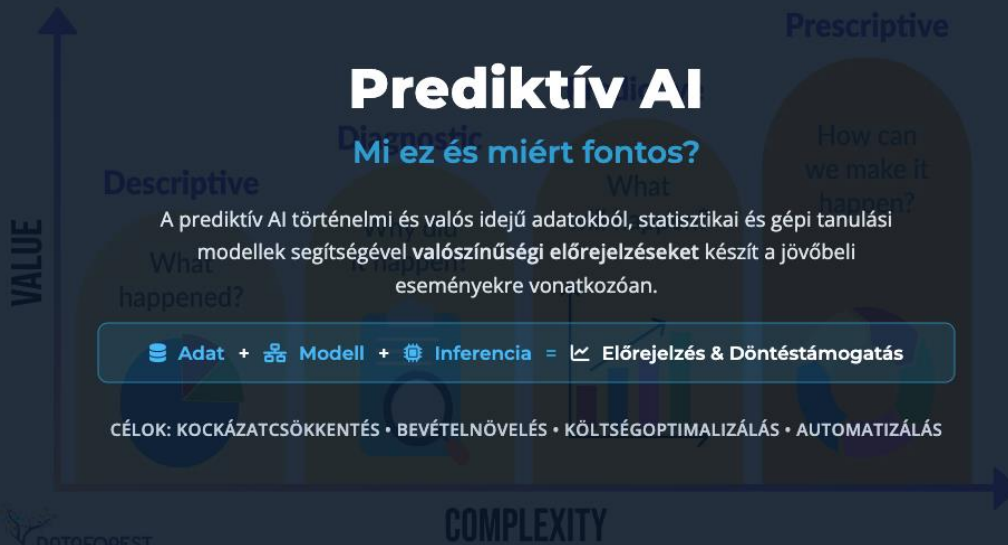 Prescriptive
Prediktív AI
Diagnostic
Mi ez és miért fontos?
Descriptive
How can
we make it
happen?
What
A prediktív AI történelmi és valós idejű adatokból, statisztikai és gépi tanulási
modellek segítségével valószínűségi előrejelzéseket készít a jövőbeli
eseményekre vonatkozóan.
What
happened?
VALUE
Adat + Modell + Inferencia = Előrejelzés & Döntéstámogatás
CÉLOK: KOCKÁZATCSÖKKENTÉS • BEVÉTELNÖVELÉS • KÖLTSÉGOPTIMALIZÁLÁS • AUTOMATIZÁLÁS
COMPLEXITY
DATAFOREST